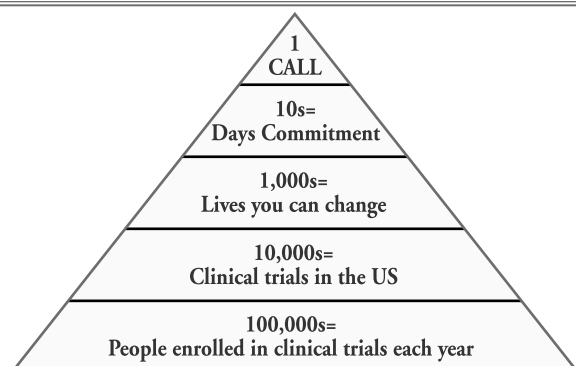 1
CALL
10s=
Days Commitment
1,000s=
Lives you can change
10,000s=
Clinical trials in the US
100,000s=
People enrolled in clinical trials each year